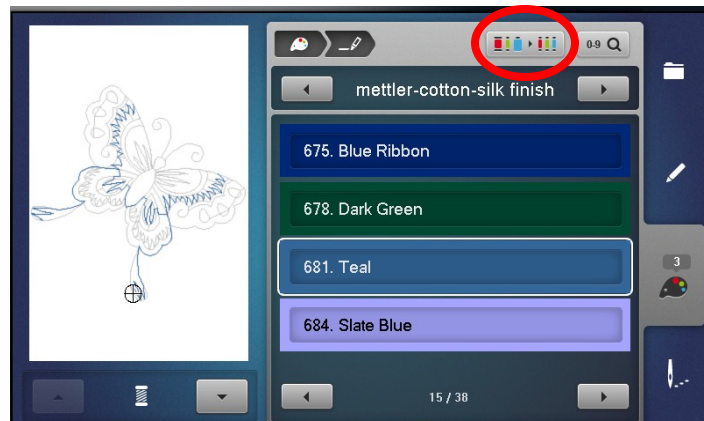 0-9
mettler-cotton-silk finish
675. Blue Ribbon
678. Dark Green
681. Teal
3
684. Slate Blue
15 / 38